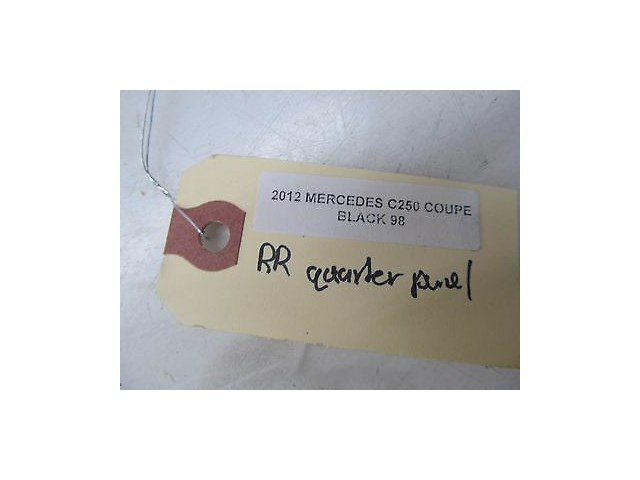 2012 MERCEDES C250 COUPE
BLACK 98
RR quarter panel